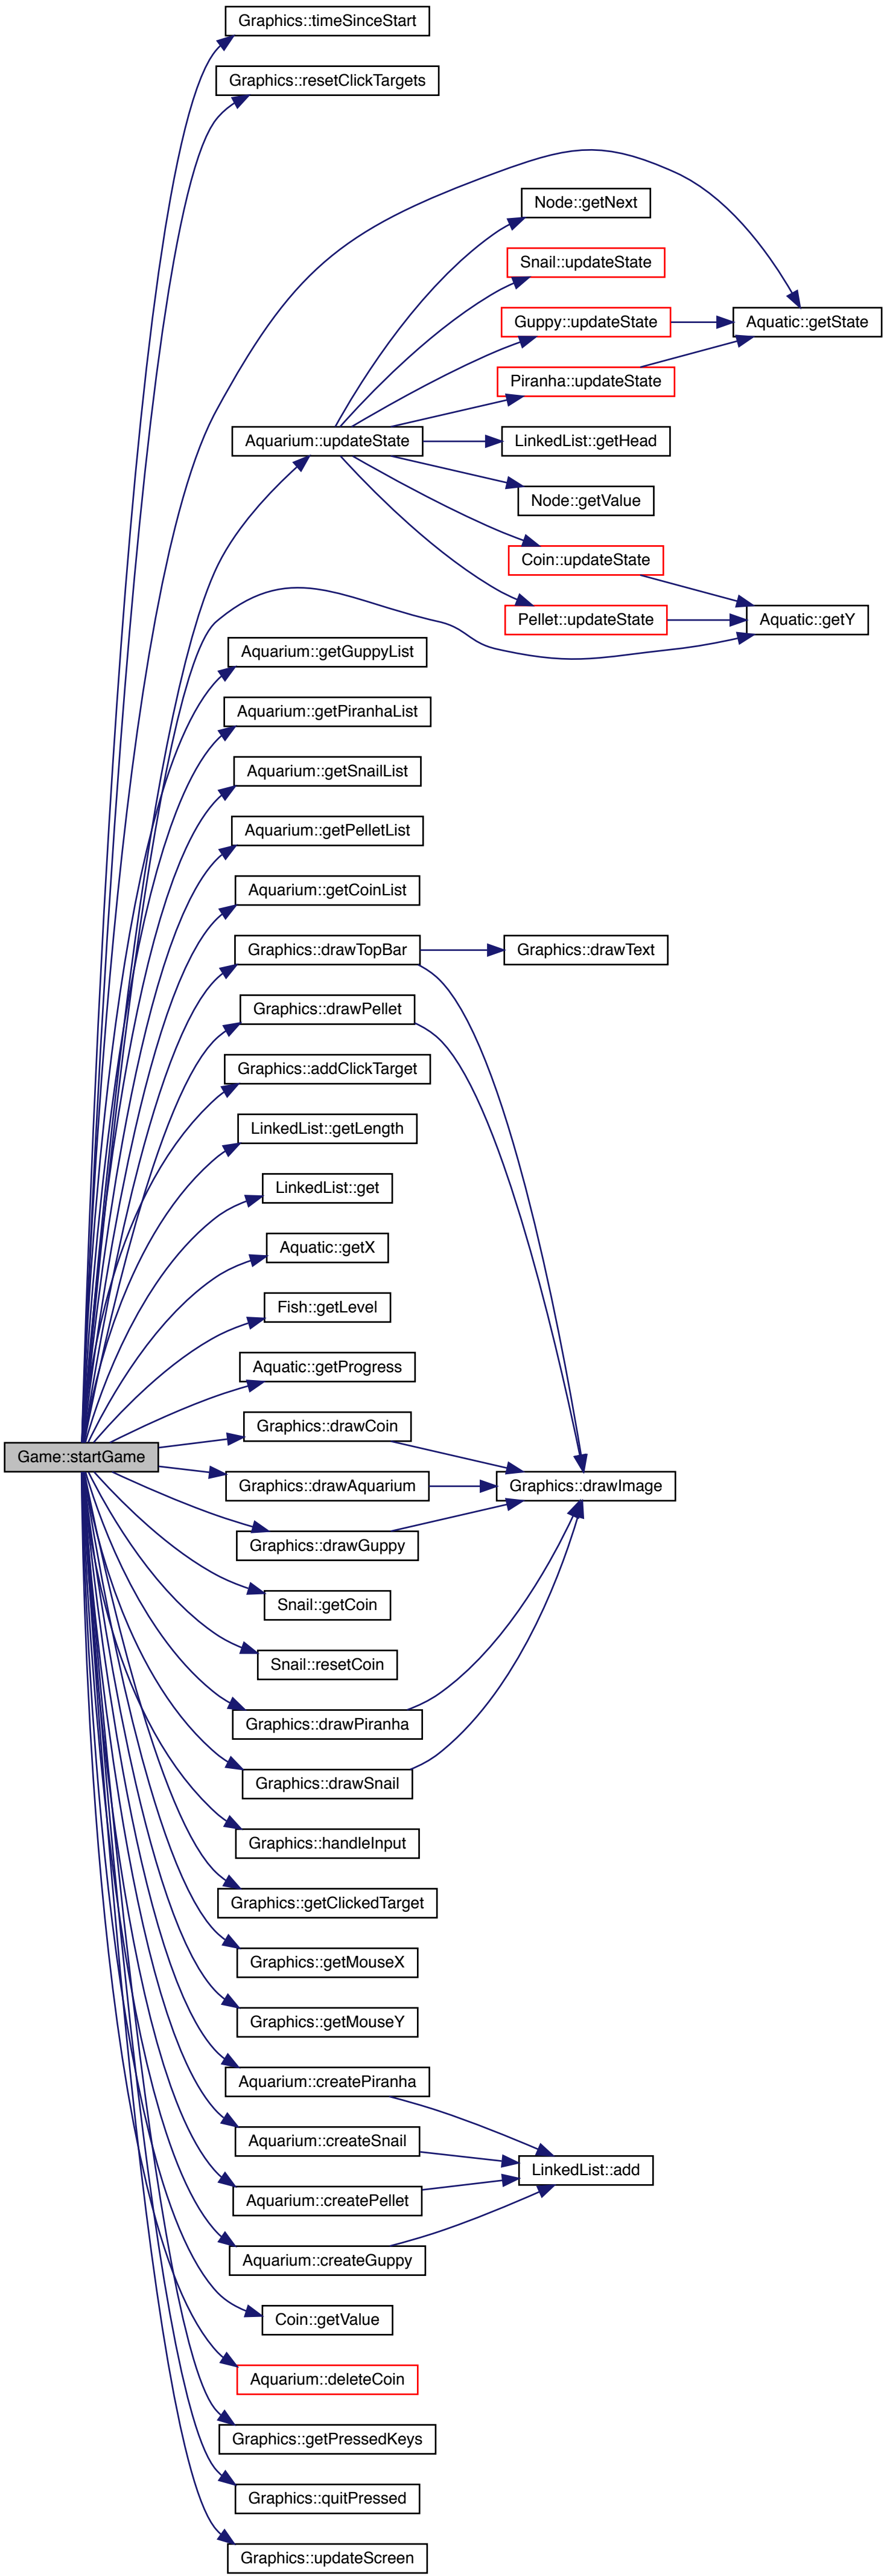 Graphics::timeSinceStart
Graphics::resetClickTargets
Node::getNext
Snail::updateState
Guppy::updateState
Aquatic::getState
Piranha::updateState
Aquarium::updateState
LinkedList::getHead
Node::getValue
Coin::updateState
Pellet::updateState
Aquatic::getY
Aquarium::getGuppyList
Aquarium::getPiranhaList
Aquarium::getSnailList
Aquarium::getPelletList
Aquarium::getCoinList
Graphics::drawTopBar
Graphics::drawText
Graphics::drawPellet
Graphics::addClickTarget
LinkedList::getLength
LinkedList::get
Aquatic::getX
Fish::getLevel
Aquatic::getProgress
Graphics::drawCoin
Game::startGame
Graphics::drawAquarium
Graphics::drawImage
Graphics::drawGuppy
Snail::getCoin
Snail::resetCoin
Graphics::drawPiranha
Graphics::drawSnail
Graphics::handleInput
Graphics::getClickedTarget
Graphics::getMouseX
Graphics::getMouseY
Aquarium::createPiranha
Aquarium::createSnail
LinkedList::add
Aquarium::createPellet
Aquarium::createGuppy
Coin::getValue
Aquarium::deleteCoin
Graphics::getPressedKeys
Graphics::quitPressed
Graphics::updateScreen